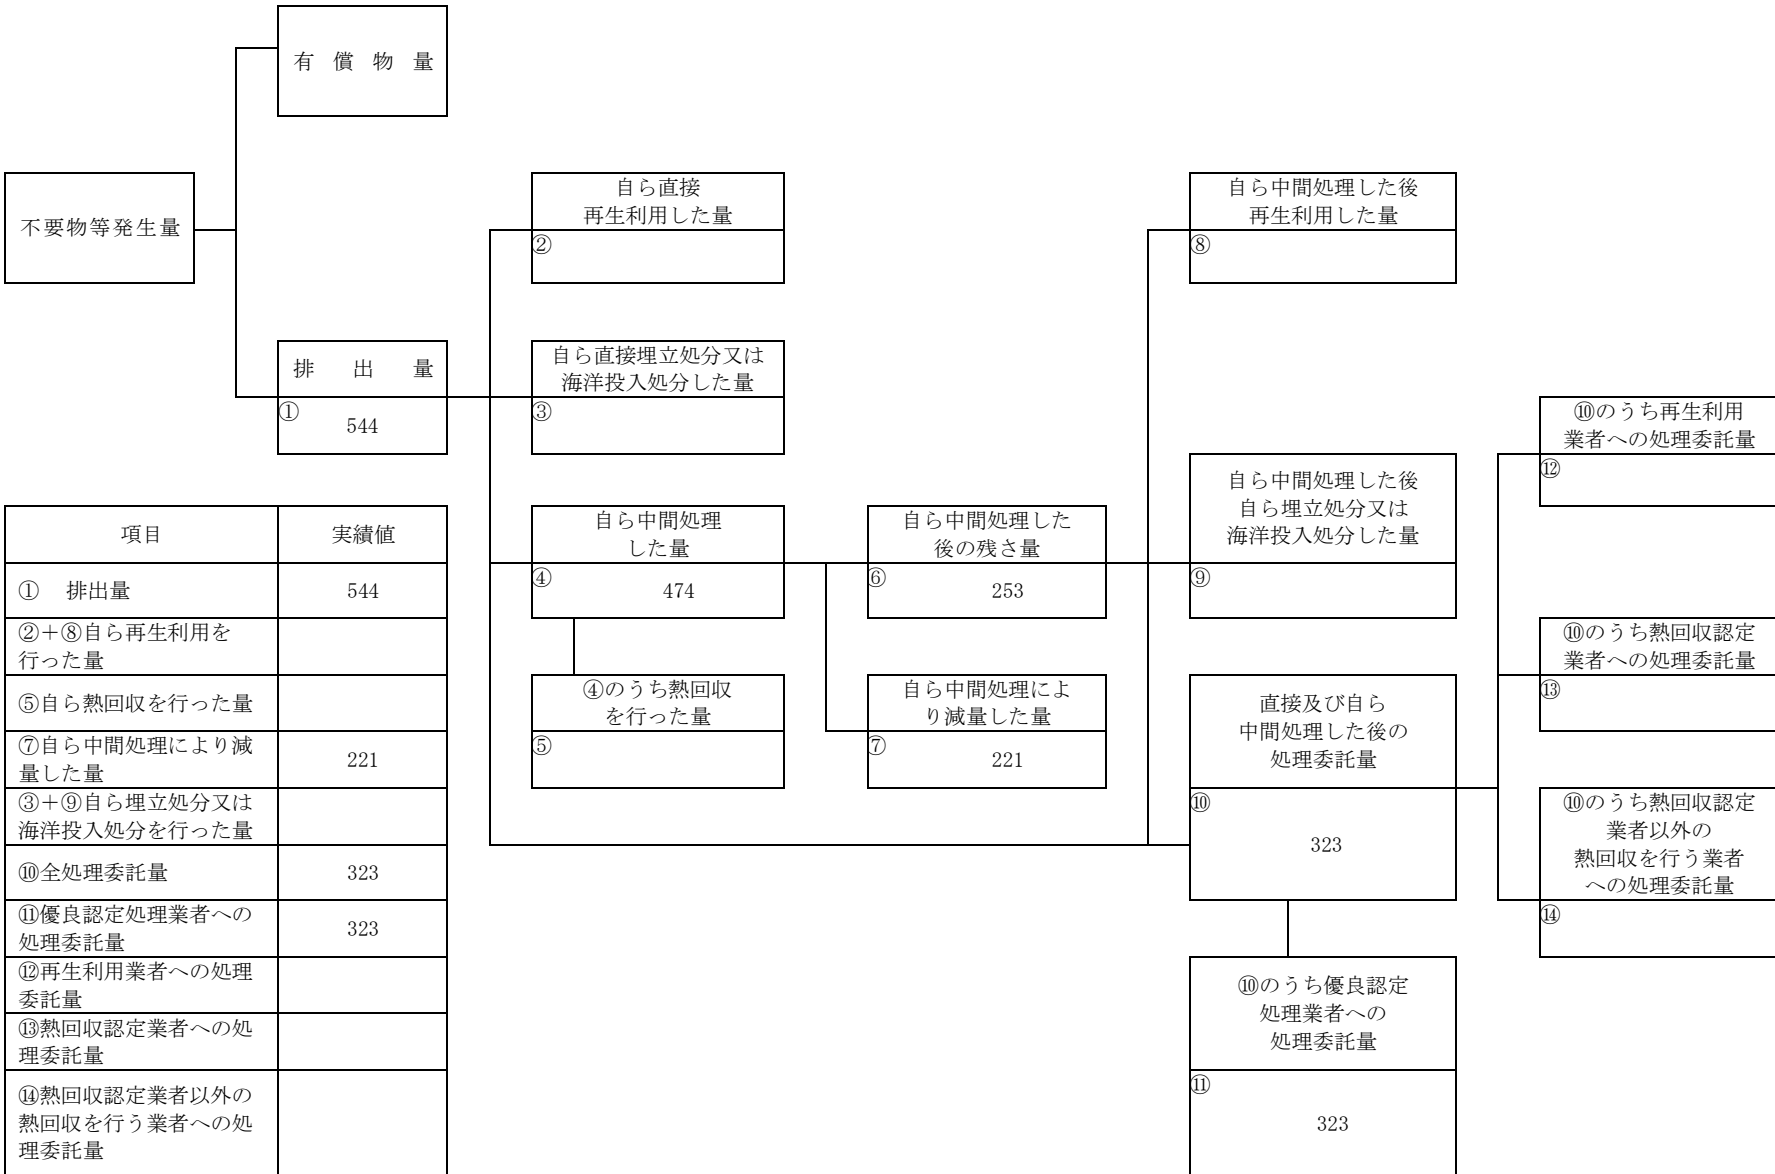 有償物量
不要物等発生量
排出量
①
544
自ら直接
再生利用した量
②
自ら直接埋立処分又は
海洋投入処分した量
③
自ら中間処理
した量
④
474
④のうち熱回収
を行った量
⑤
自ら中間処理した
後の残さ量
⑥
253
自ら中間処理によ
り減量した量
⑦
221
自ら中間処理した後
再生利用した量
⑧
自ら中間処理した後
自ら埋立処分又は
海洋投入処分した量
⑨
直接及び自ら
中間処理した後の
処理委託量
⑩
323
⑩のうち優良認定
処理業者への
処理委託量
⑪
323
⑩のうち再生利用
業者への処理委託量
⑫
⑩のうち熱回収認定
業者への処理委託量
⑬
⑩のうち熱回収認定
業者以外の
熱回収を行う業者
への処理委託量
⑭
項目 実績値
① 排出量 544
②＋⑧自ら再生利用を
行った量
⑤自ら熱回収を行った量
⑦自ら中間処理により減
量した量
221
③＋⑨自ら埋立処分又は
海洋投入処分を行った量
⑩全処理委託量 323
⑪優良認定処理業者への
処理委託量
323
⑫再生利用業者への処理
委託量
⑬熱回収認定業者への処
理委託量
⑭熱回収認定業者以外の
熱回収を行う業者への処
理委託量